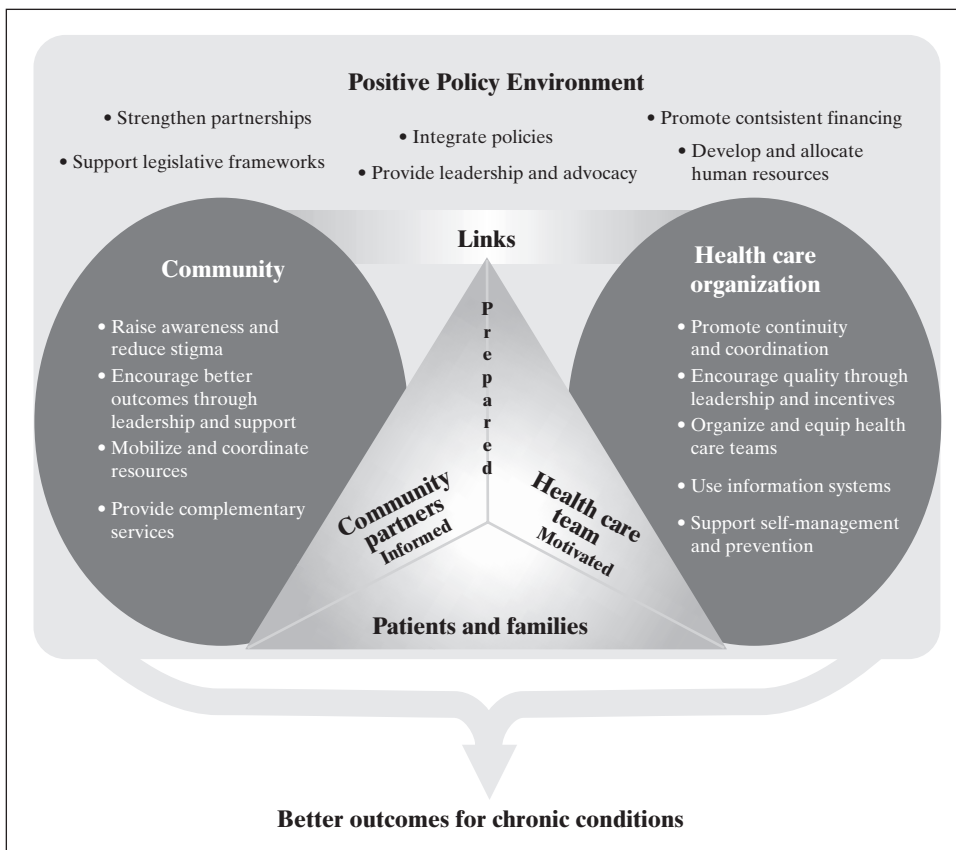 Positive Policy Environment
• Strengthen partnerships
• Support legislative frameworks
• Integrate policies
• Provide leadership and advocacy
• Promote contsistent financing
• Develop and allocate
human resources
Links
Community
• Raise awareness and
reduce stigma
• Encourage better
outcomes through
leadership and support
• Mobilize and coordinate
resources
• Provide complementary
services
Prepared
Community
partners
Informed
Health care
team
Motivated
Patients and families
Health care
organization
• Promote continuity
and coordination
• Encourage quality through
leadership and incentives
• Organize and equip health
care teams
• Use information systems
• Support self-management
and prevention
Better outcomes for chronic conditions